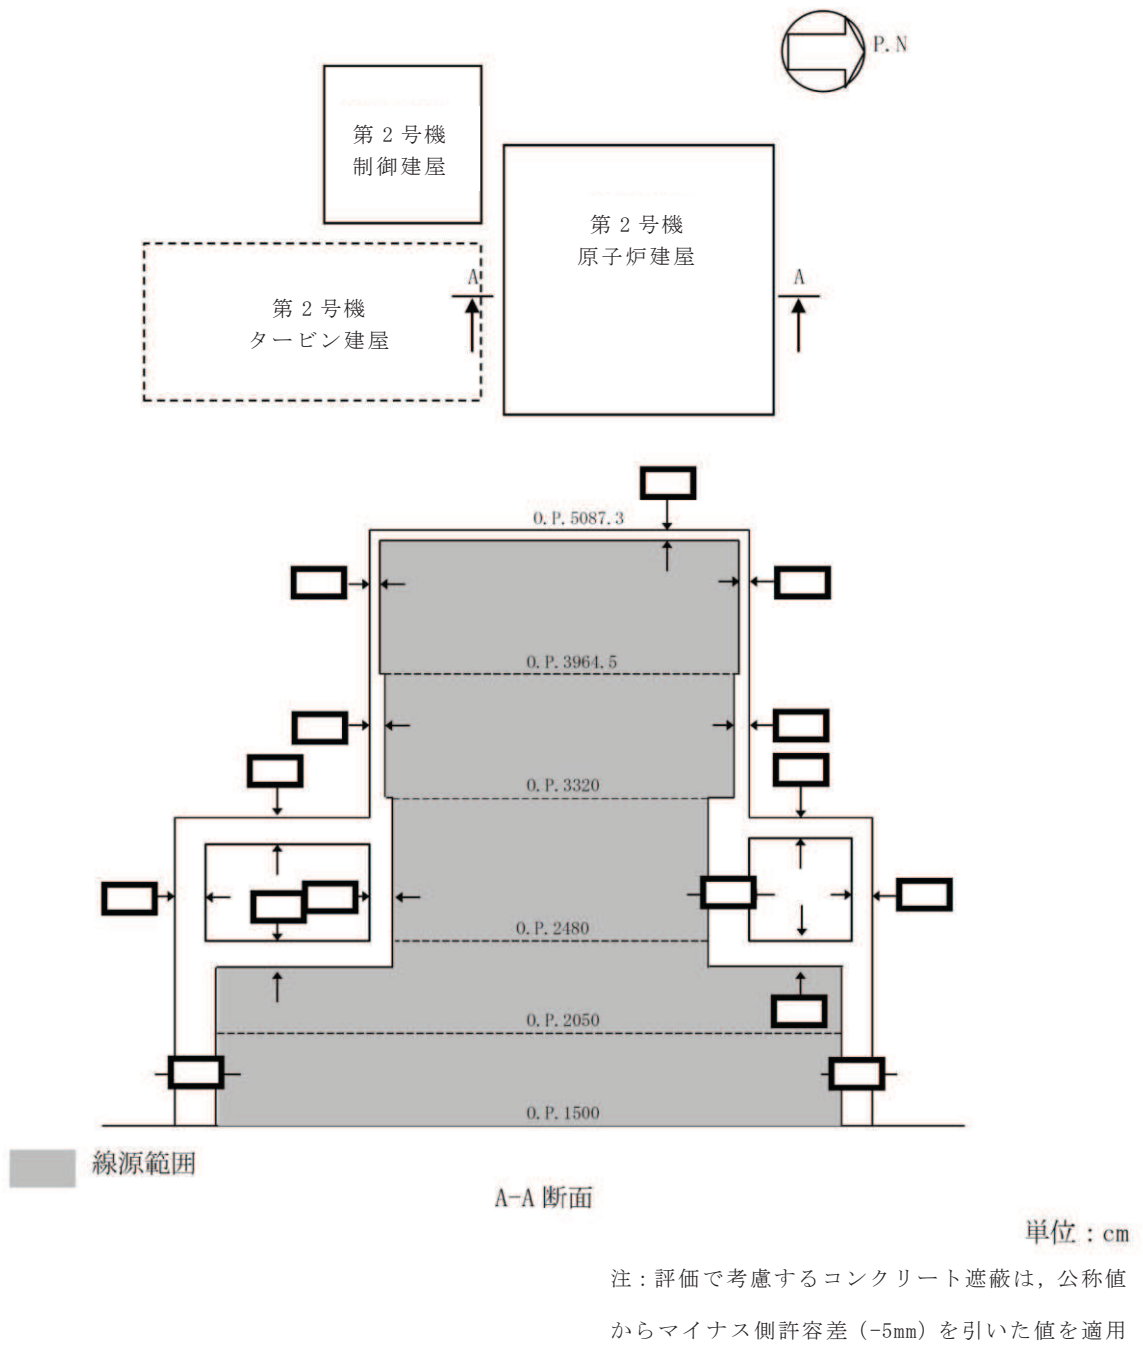 P.N
第2号機
制御建屋
第2号機
原子炉建屋
A
A
第2号機
タービン建屋
O.P.5087.3
O.P.3964.5
O.P.3320
O.P.2480
O.P.2050
O.P.1500
線源範囲
A-A 断面
単位：cm
注：評価で考慮するコンクリート遮蔽は，公称値
からマイナス側許容差（-5mm）を引いた値を適用